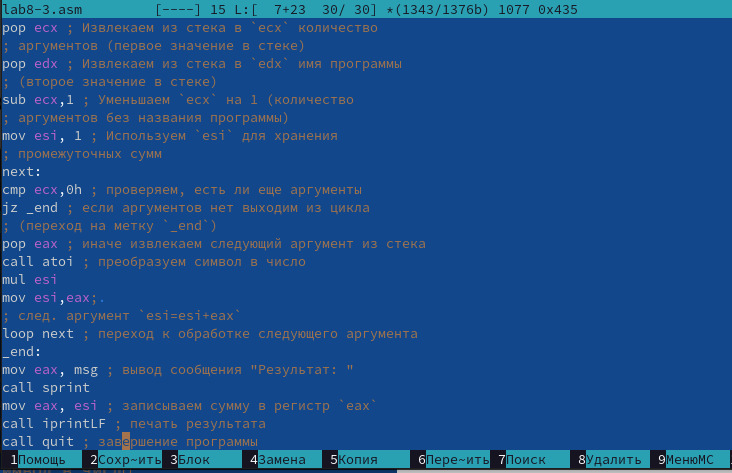 lab8-3.asm [----] 15 L:[ 7+23 30/ 30] *(1343/1376b) 1077 0x435
pop ecx ; Извлекаем из стека в `ecx` количество
; аргументов (первое значение в стеке)
pop edx ; Извлекаем из стека в `edx` имя программы
; (второе значение в стеке)
sub ecx,1 ; Уменьшаем `ecx` на 1 (количество
; аргументов без названия программы)
mov esi, 1 ; Используем `esi` для хранения
; промежуточных сумм
next:
cmp ecx,0h ; проверяем, есть ли еще аргументы
jz _end ; если аргументов нет выходим из цикла
; (переход на метку `_end`)
pop eax ; иначе извлекаем следующий аргумент из стека
call atoi ; преобразуем символ в число
mul esi
mov esi,eax;.
; след. аргумент `esi=esi+eax`
loop next ; переход к обработке следующего аргумента
_end:
mov eax, msg ; вывод сообщения "Результат: "
call sprint
mov eax, esi ; записываем сумму в регистр `eax`
call iprintLF ; печать результата
call quit ; завершение программы
1Помощь 2Сохр~ить 3Блок 4Замена 5Копия 6Пере~ить 7Поиск 8Удалить 9МенюMC